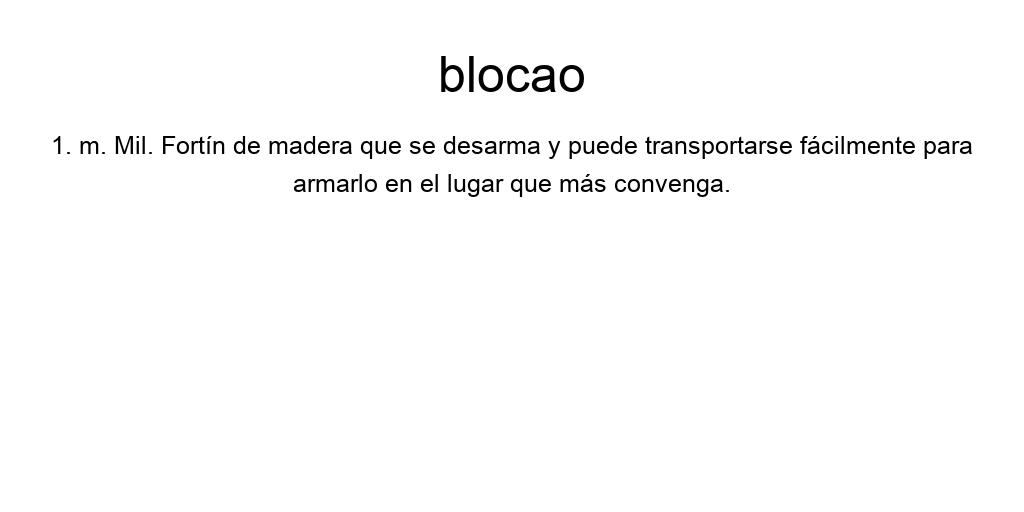 blocao
1. m. Mil. Fortín de madera que se desarma y puede transportarse fácilmente para
armarlo en el lugar que más convenga.